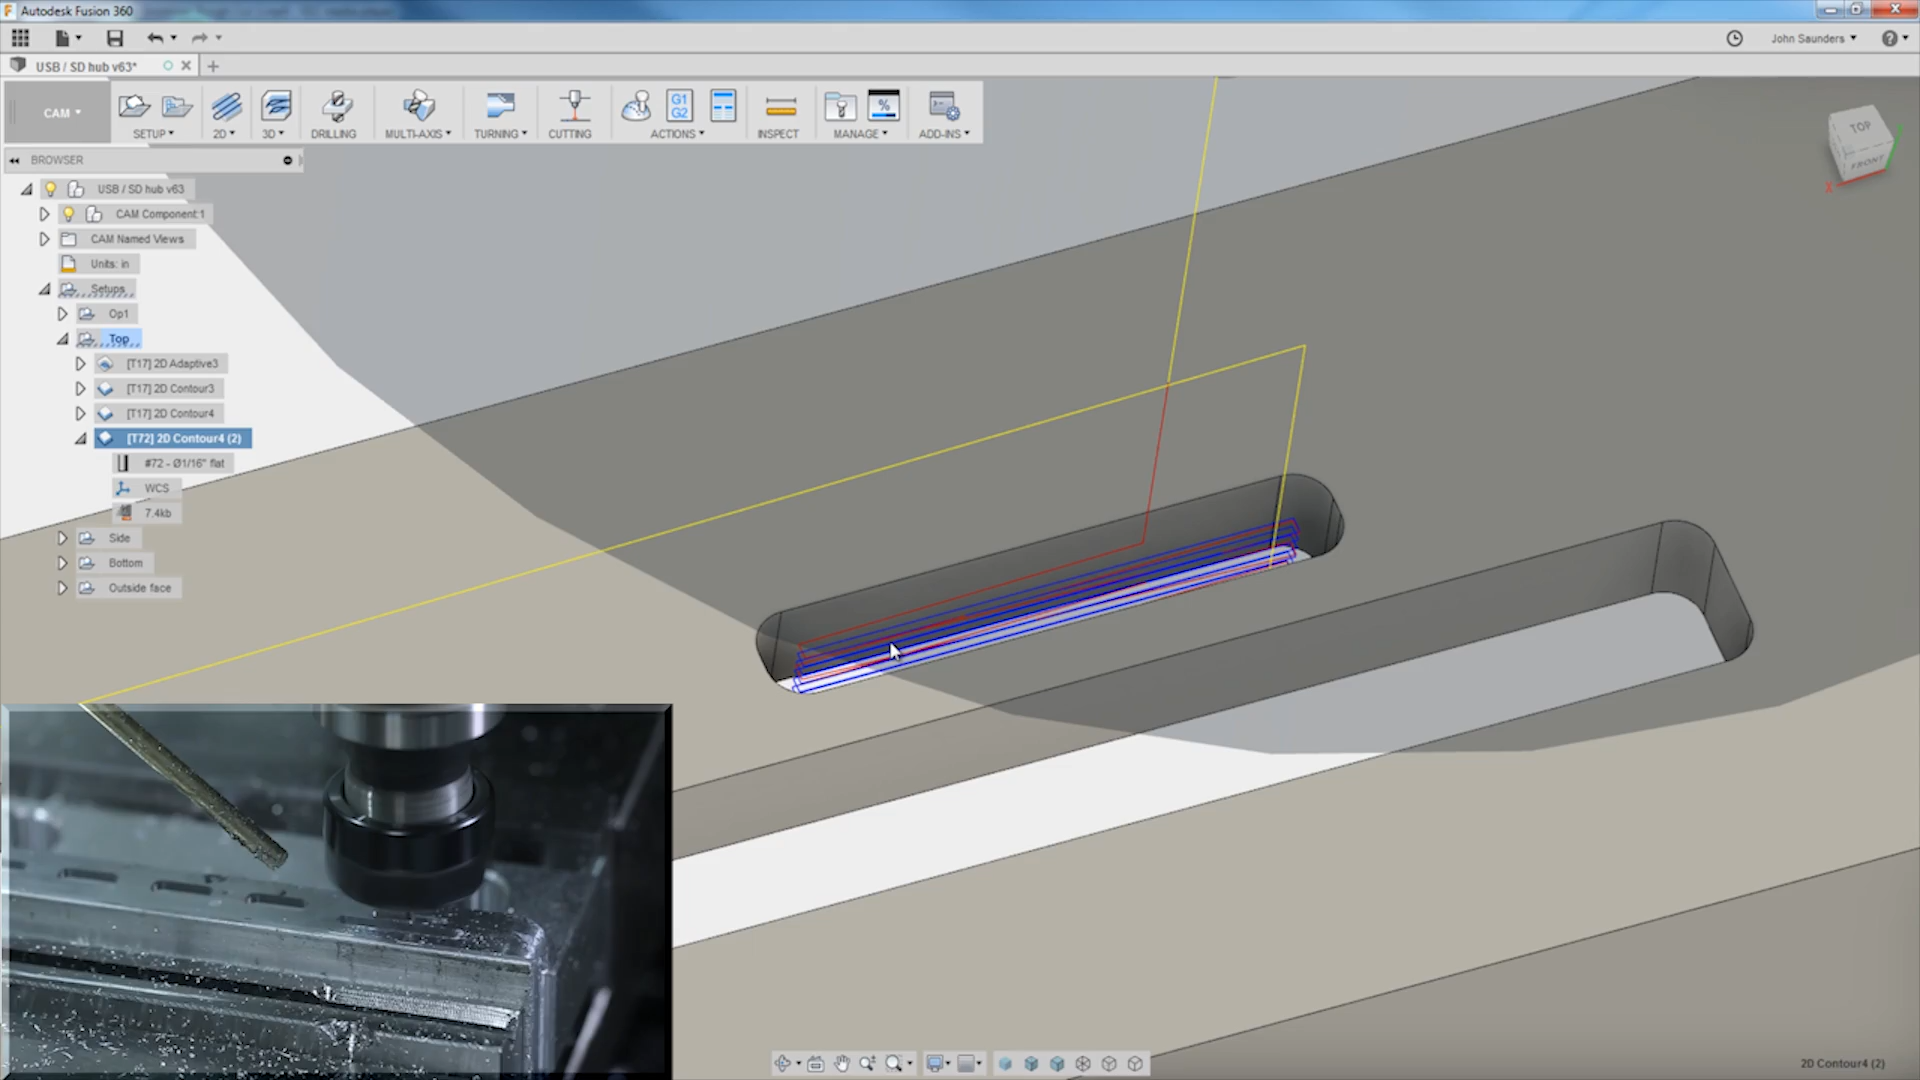 Autodesk Fusion 360
John Saunders
USB / SD hub v63*
CAM
SETUP
2D
3D
DRILLING
MULTI-AXIS
TURNING
CUTTING
G1
G2
ACTIONS
INSPECT
%
MANAGE
ADD-INS
TOP
FRONT
X
BROWSER
USB / SD hub v63
CAM Component:1
CAM Named Views
Units: in
Setups
Op1
Top
[T17] 2D Adaptive3
[T17] 2D Contour3
[T17] 2D Contour4
[T72] 2D Contour4 (2)
#72 - Ø1/16" flat
WCS
7.4kb
Side
Bottom
Outside face
2D Contour4 (2)